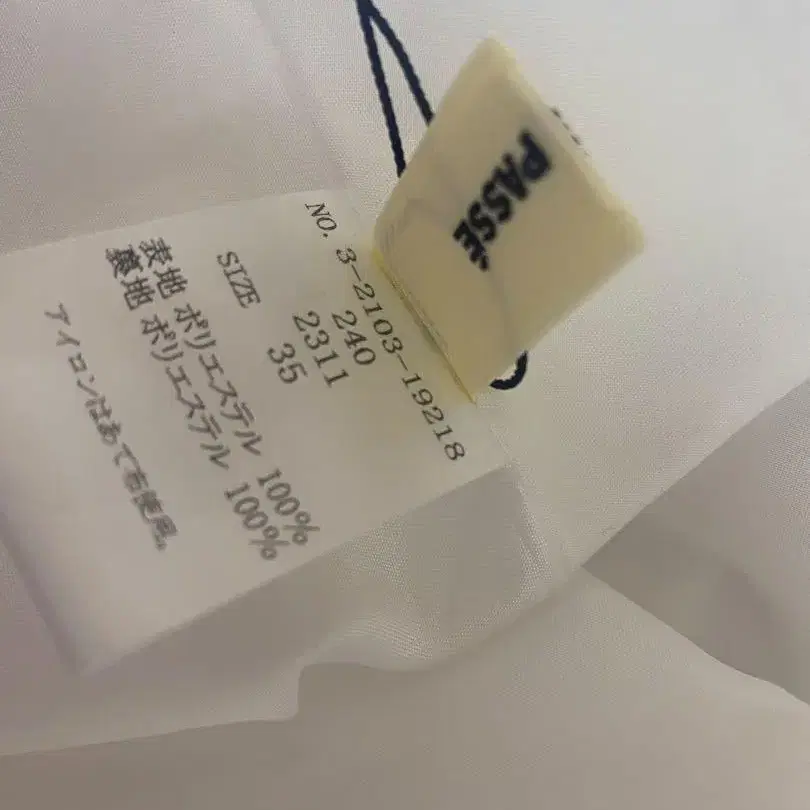 PASSE
NO. 3-2103-19218
240
2311
SIZE 35
表地 ポリエステル 100%
裏地 ポリエステル 100%
アイロンはあて布使用。